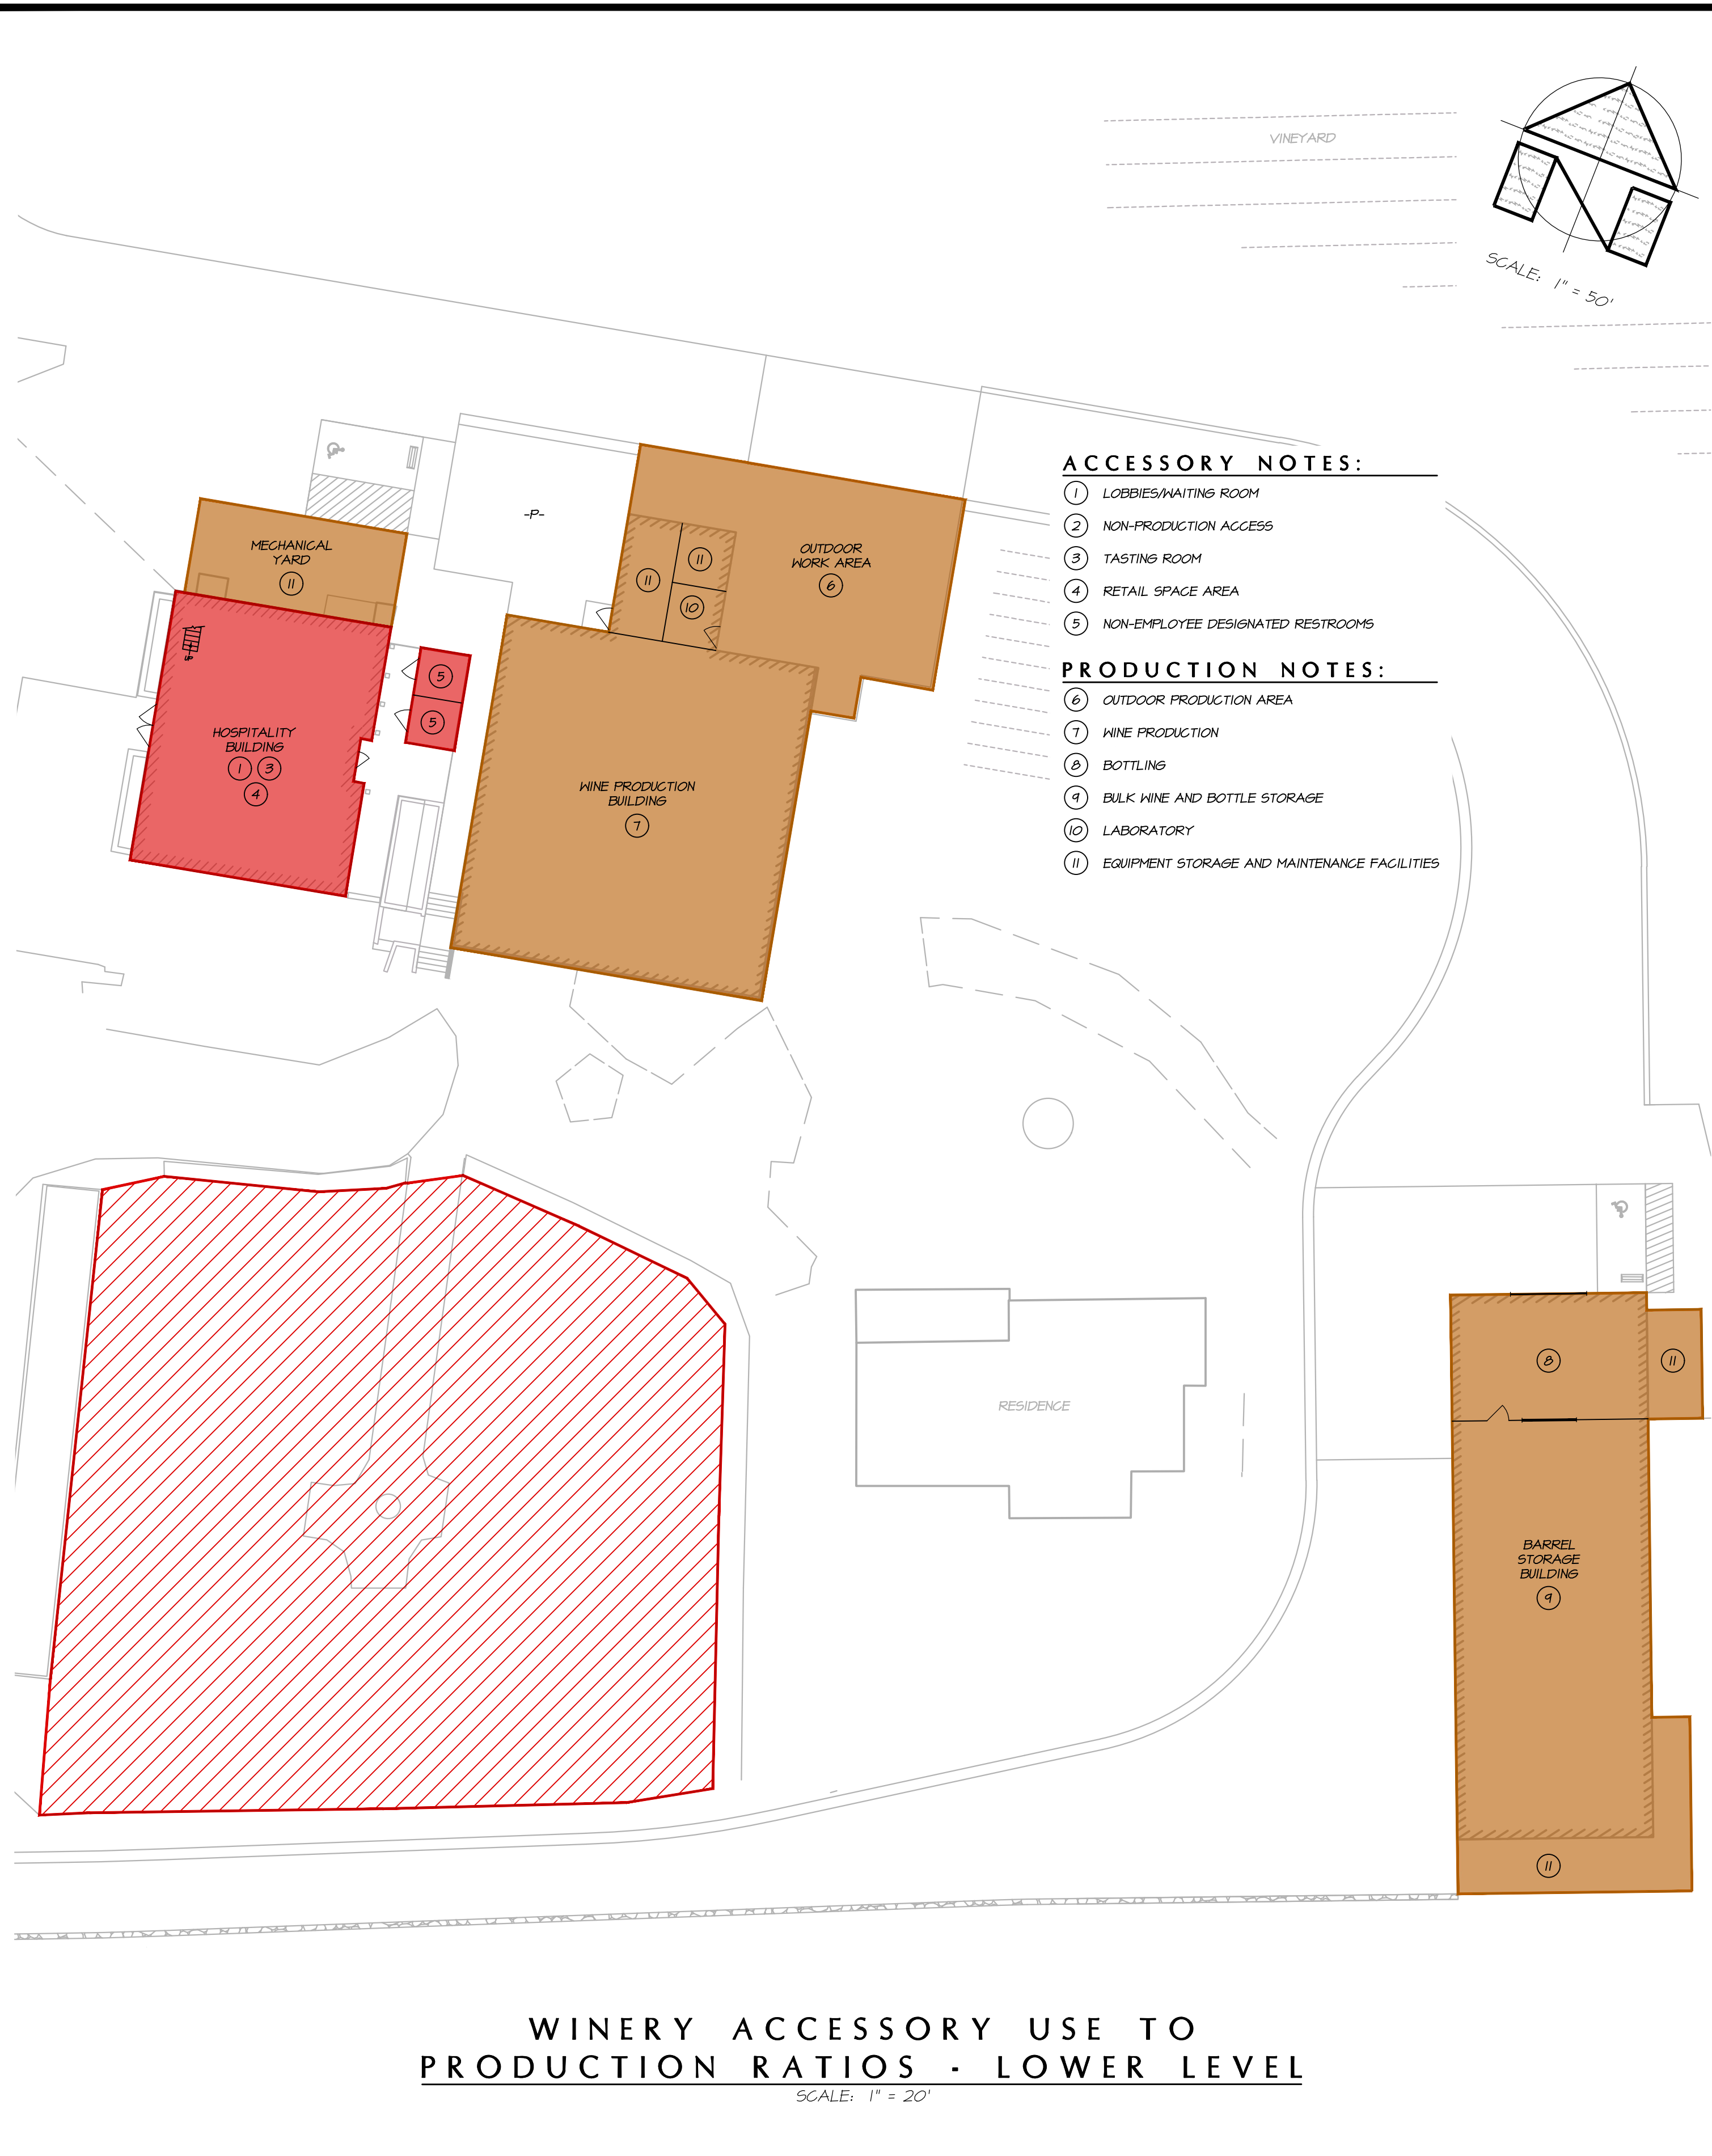 VINEYARD
SCALE: 1" = 50'
-P-
MECHANICAL
YARD
11
11
11
10
OUTDOOR
WORK AREA
6
UP
5
5
HOSPITALITY
BUILDING
1 3
4
WINE PRODUCTION
BUILDING
7
ACCESSORY NOTES:
1 LOBBIES/WAITING ROOM
2 NON-PRODUCTION ACCESS
3 TASTING ROOM
4 RETAIL SPACE AREA
5 NON-EMPLOYEE DESIGNATED RESTROOMS
PRODUCTION NOTES:
6 OUTDOOR PRODUCTION AREA
7 WINE PRODUCTION
8 BOTTLING
9 BULK WINE AND BOTTLE STORAGE
10 LABORATORY
11 EQUIPMENT STORAGE AND MAINTENANCE FACILITIES
RESIDENCE
8
11
BARREL
STORAGE
BUILDING
9
11
WINERY ACCESSORY USE TO
PRODUCTION RATIOS - LOWER LEVEL
SCALE: 1" = 20'